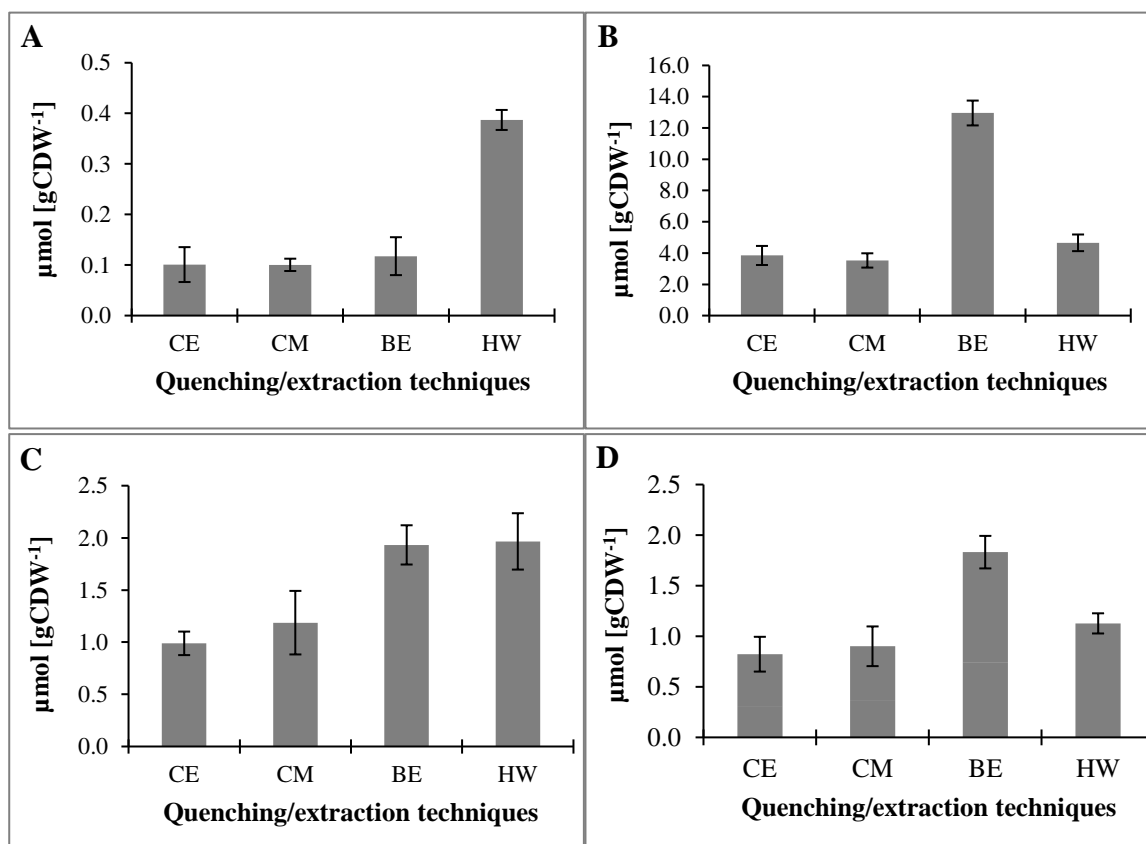 A
µmol [gCDW-1]
0.5
0.4
0.3
0.2
0.1
0.0
CE CM BE HW
Quenching/extraction techniques
B
µmol [gCDW-1]
16.0
14.0
12.0
10.0
8.0
6.0
4.0
2.0
0.0
CE CM BE HW
Quenching/extraction techniques
C
µmol [gCDW-1]
2.5
2.0
1.5
1.0
0.5
0.0
CE CM BE HW
Quenching/extraction techniques
D
µmol [gCDW-1]
2.5
2.0
1.5
1.0
0.5
0.0
CE CM BE HW
Quenching/extraction techniques